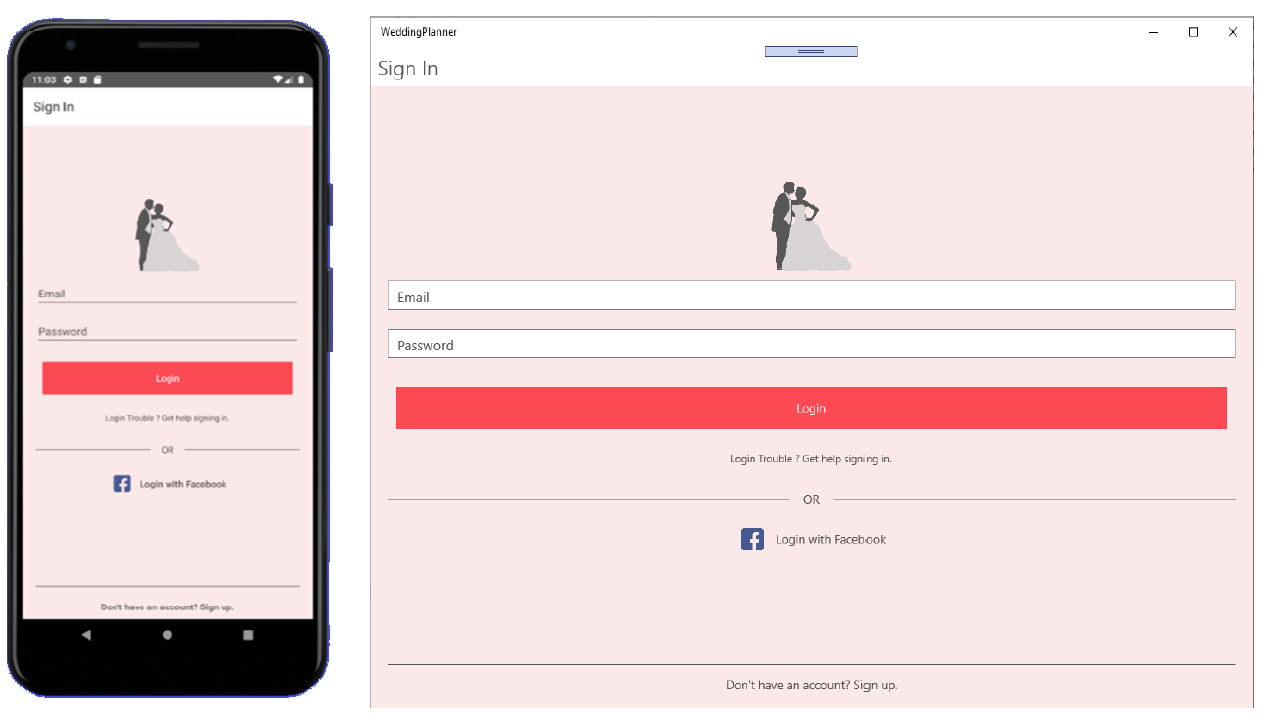 11:03
Sign In
Email
Password
Login
Login Trouble ? Get help signing in.
OR
Login with Facebook
Don't have an account? Sign up.
WeddingPlanner
Sign In
Email
Password
Login
Login Trouble ? Get help signing in.
OR
Login with Facebook
Don't have an account? Sign up.